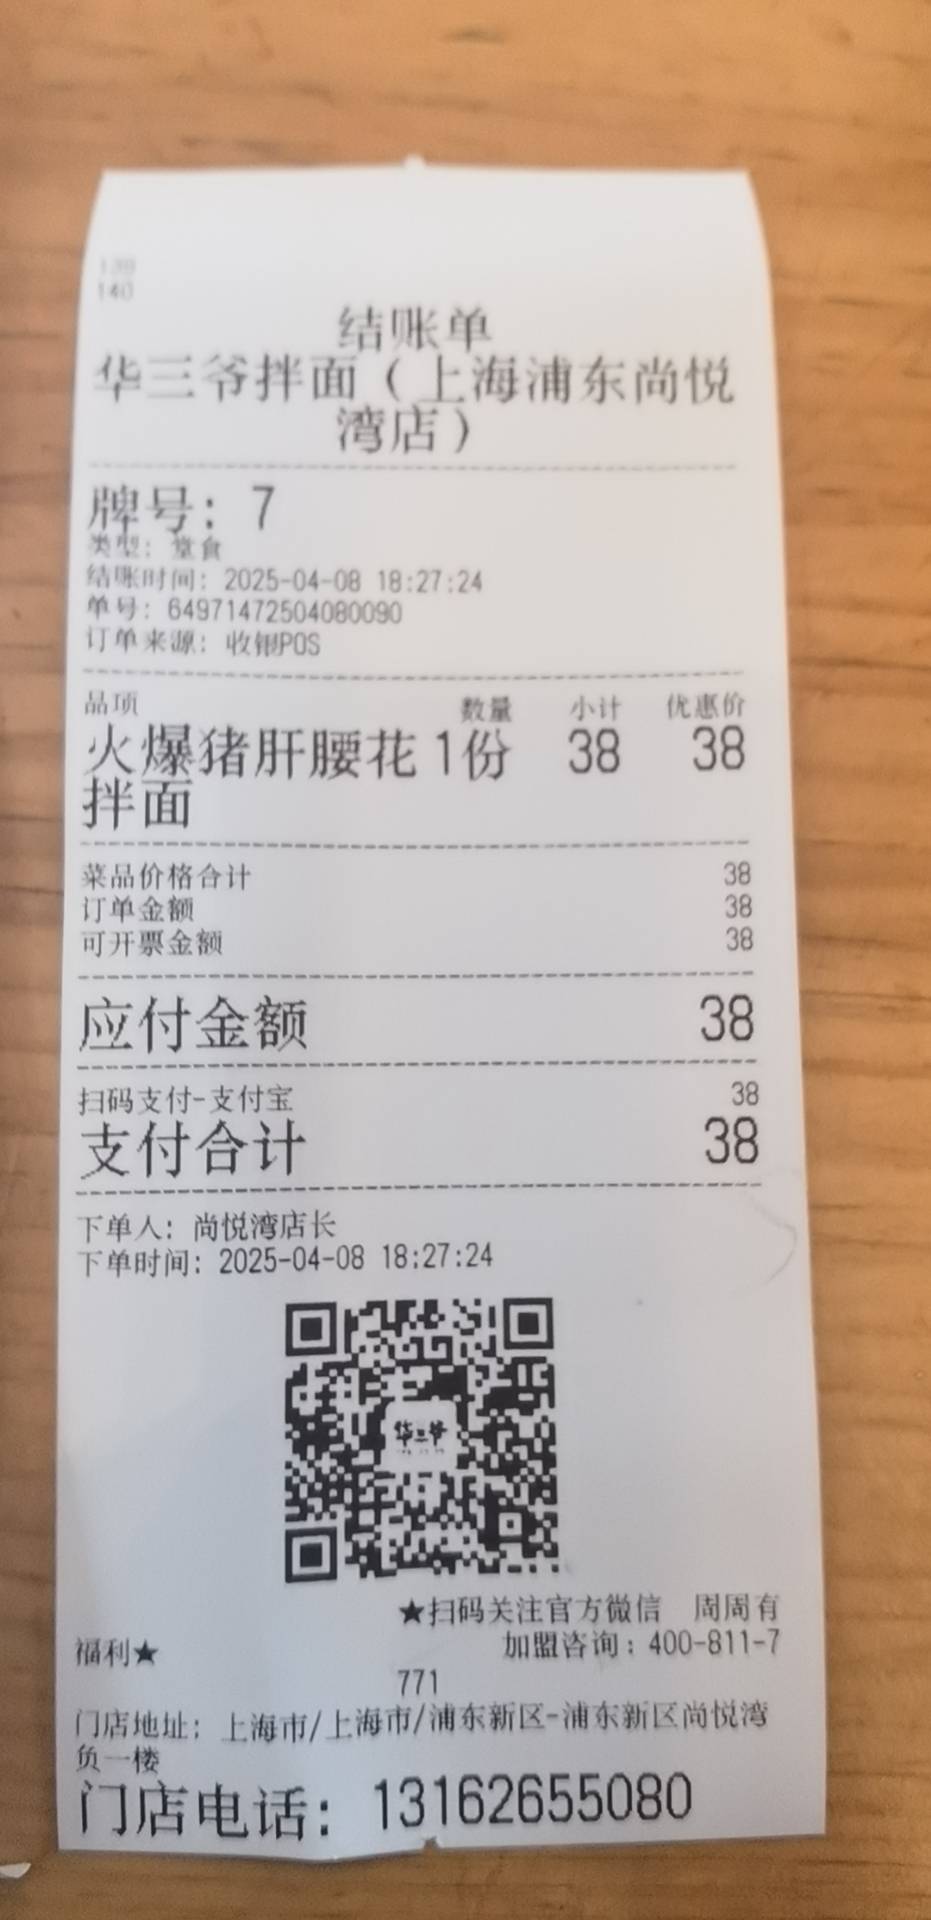 139
140
结账单
华三爷拌面（上海浦东尚悦
湾店）
牌号：7
类型：堂食
结账时间：2025-04-08 18:27:24
单号：64971472504080090
订单来源：收银POS
品项 数量 小计 优惠价
火爆猪肝腰花 1份 38 38
拌面
菜品价格合计 38
订单金额 38
可开票金额 38
应付金额 38
扫码支付-支付宝 38
支付合计 38
下单人：尚悦湾店长
下单时间：2025-04-08 18:27:24
华三爷
★扫码关注官方微信 周周有
福利★ 加盟咨询：400-811-7
771
门店地址：上海市/上海市/浦东新区-浦东新区尚悦湾
负一楼
门店电话：13162655080